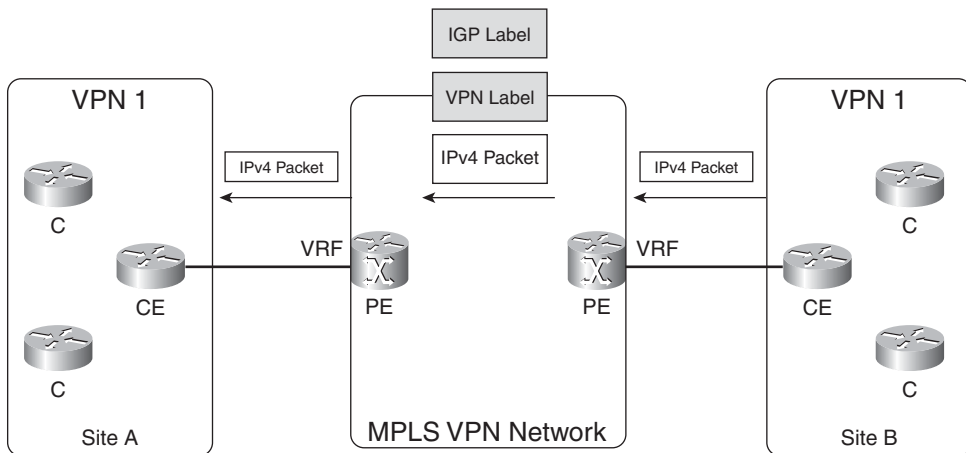 IGP Label
VPN 1
VPN Label
VPN 1
IPv4 Packet
IPv4 Packet
IPv4 Packet
C
C
VRF
VRF
CE
PE
PE
CE
C
C
Site A
MPLS VPN Network
Site B